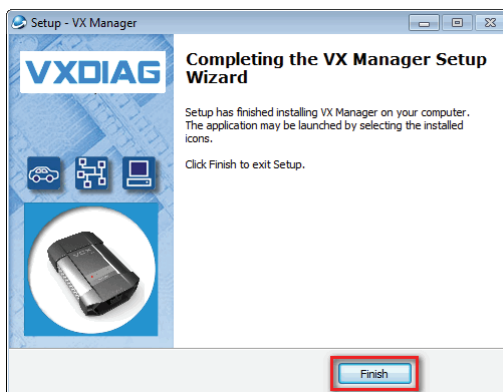 Setup - VX Manager
VXDIAG
Completing the VX Manager Setup
Wizard
Setup has finished installing VX Manager on your computer.
The application may be launched by selecting the installed
icons.
Click Finish to exit Setup.
VCX
Finish